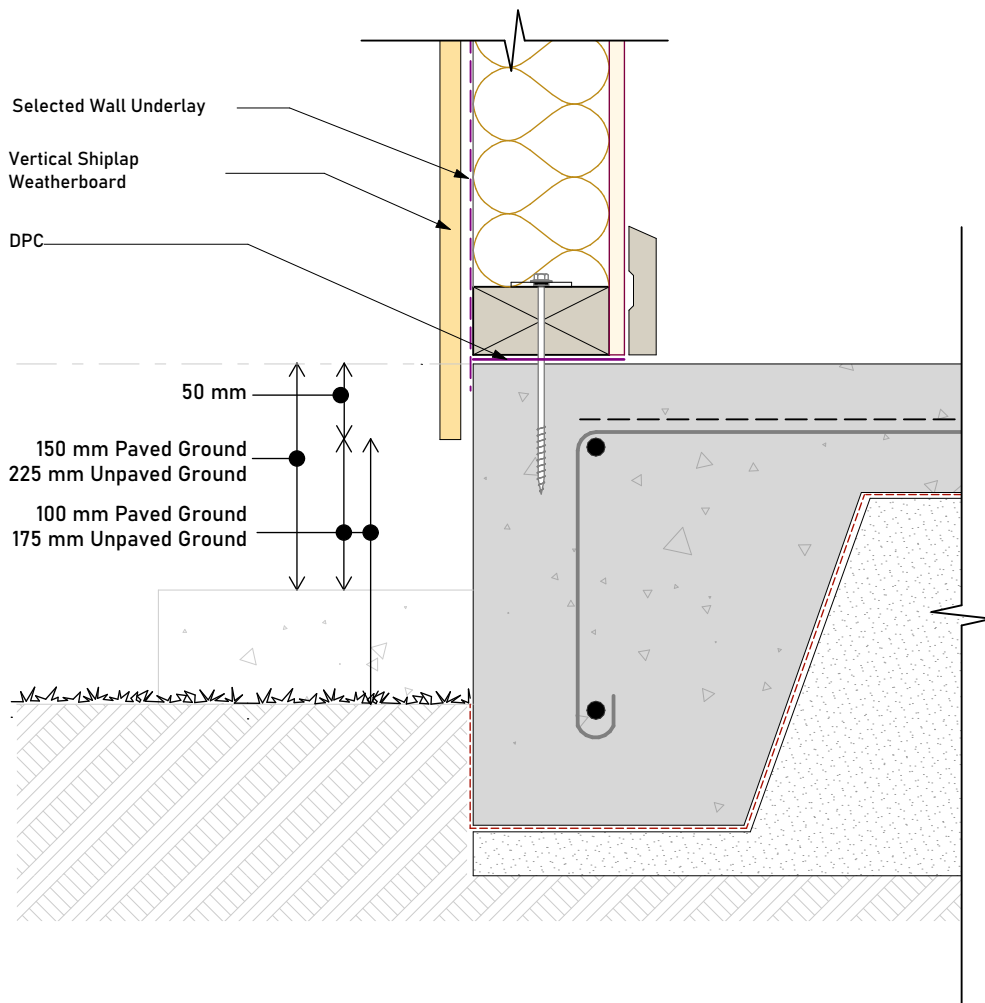 Selected Wall Underlay
Vertical Shiplap
Weatherboard
DPC
50 mm
150 mm Paved Ground
225 mm Unpaved Ground
100 mm Paved Ground
175 mm Unpaved Ground